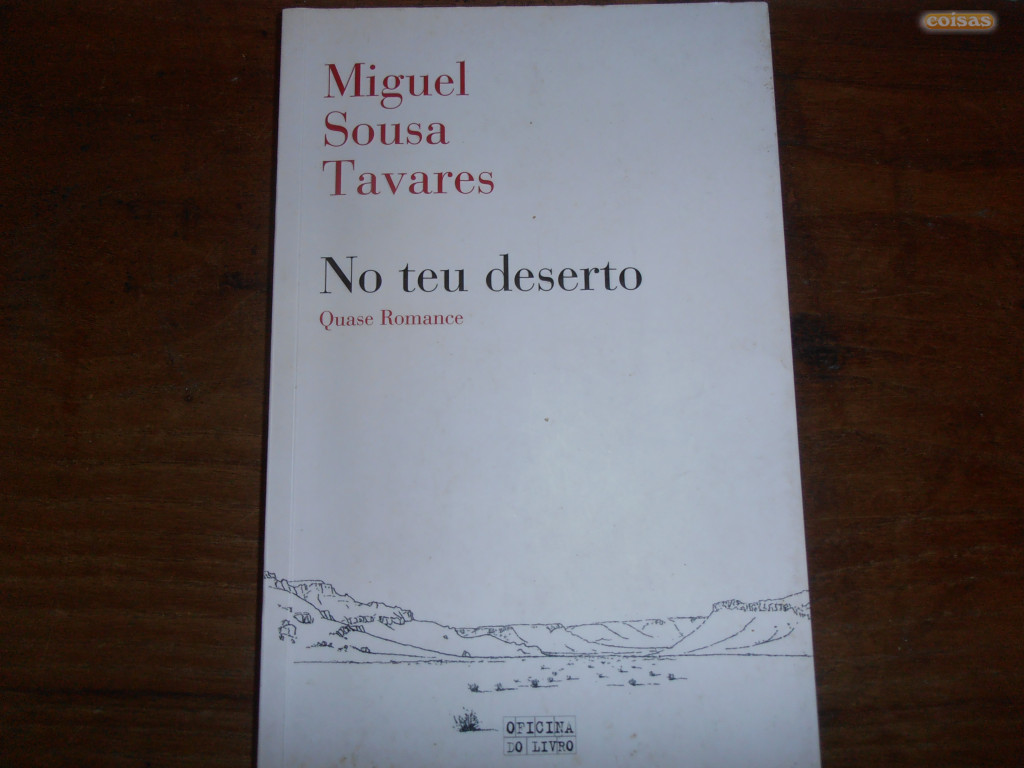 coisas
Miguel
Sousa
Tavares
No teu deserto
Quase Romance
OFICINA
DO LIVRO